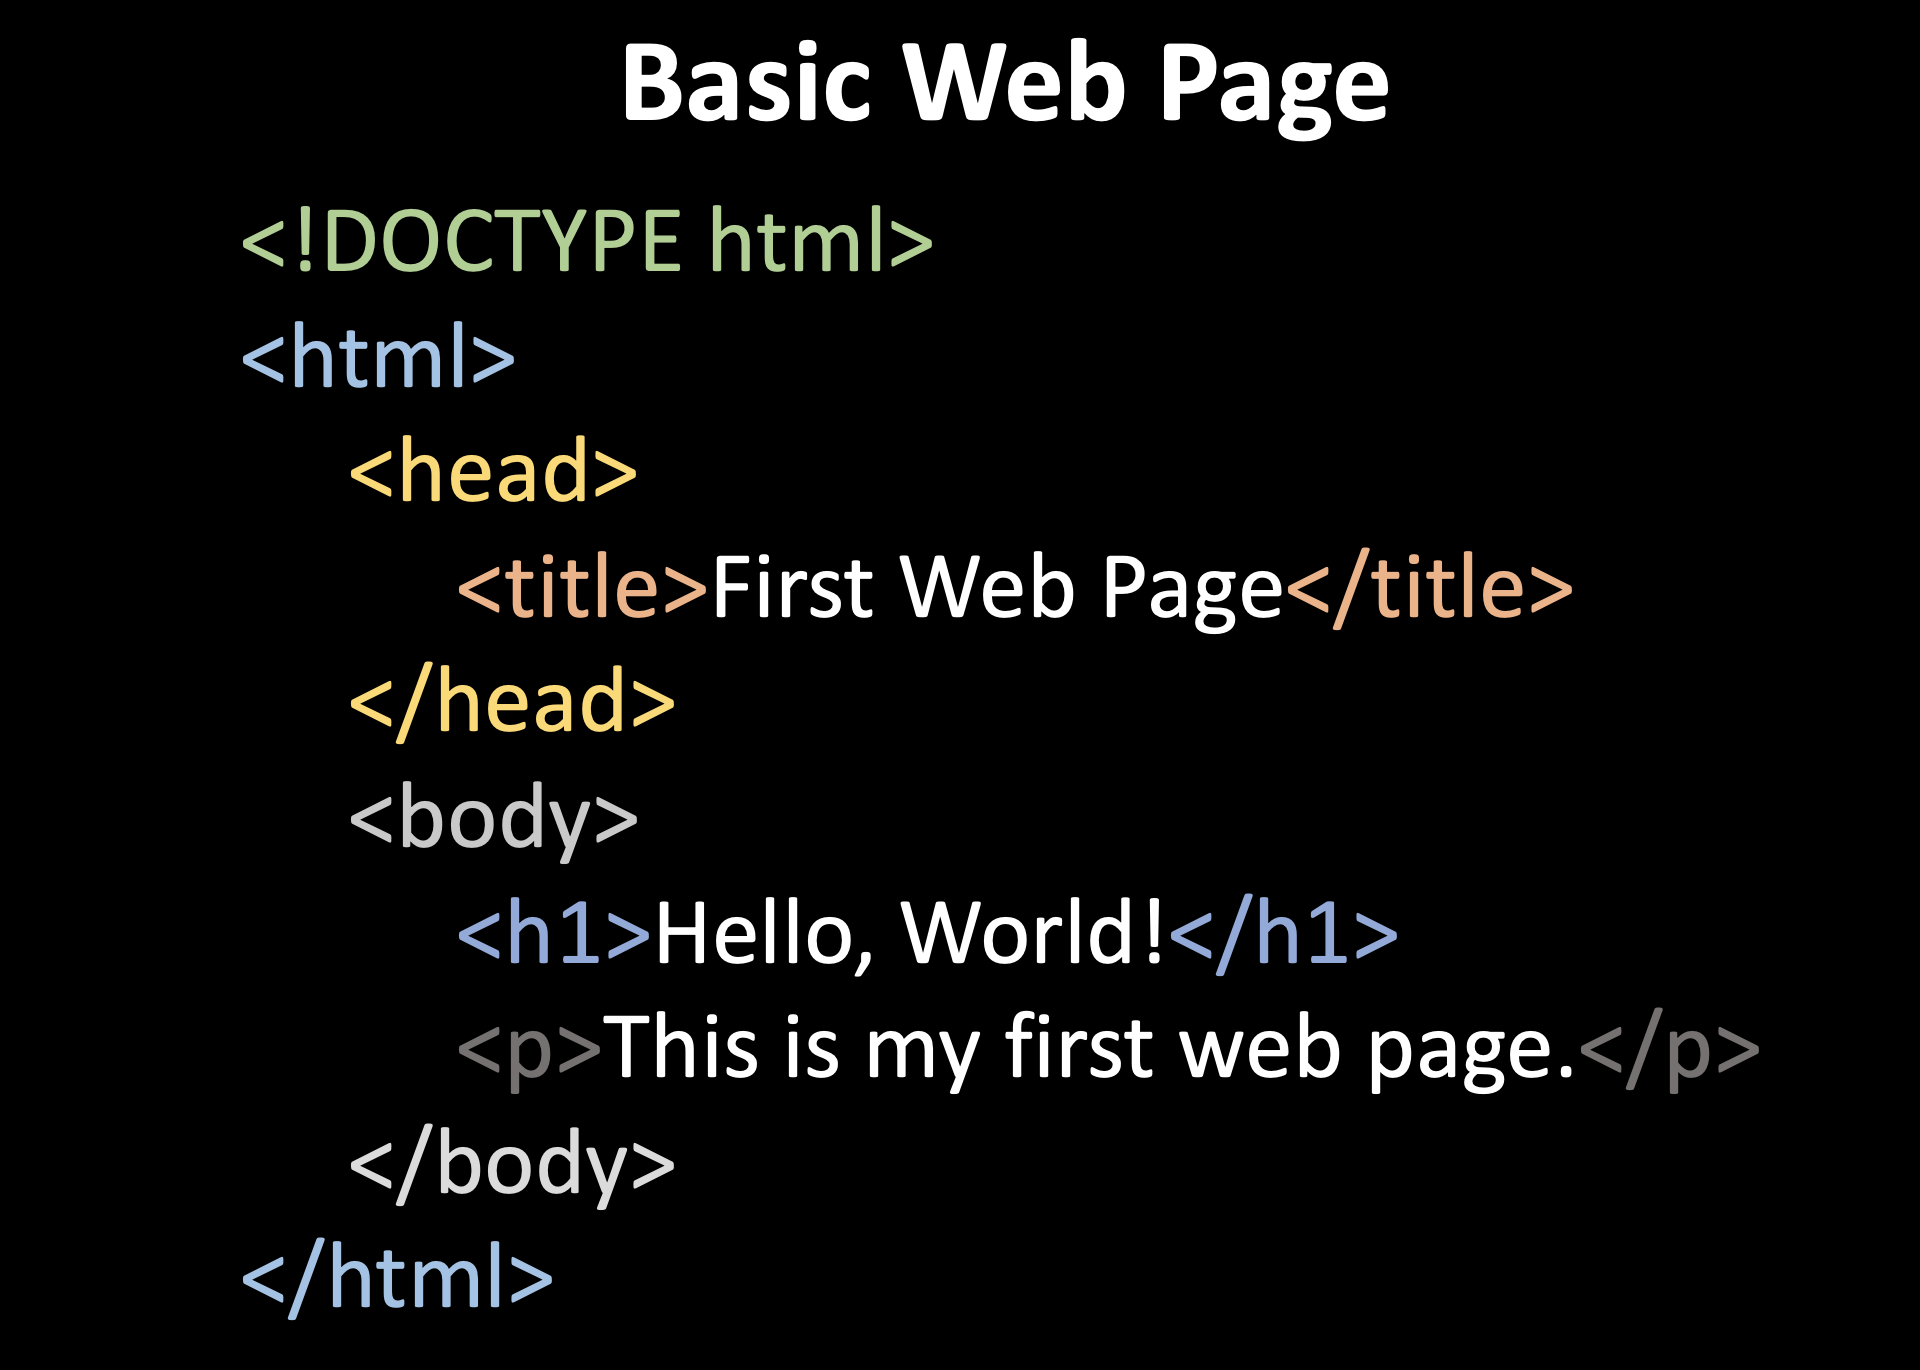 Basic Web Page
<!DOCTYPE html>
<html>
<head>
<title>First Web Page</title>
</head>
<body>
<h1>Hello, World!</h1>
<p>This is my first web page.</p>
</body>
</html>